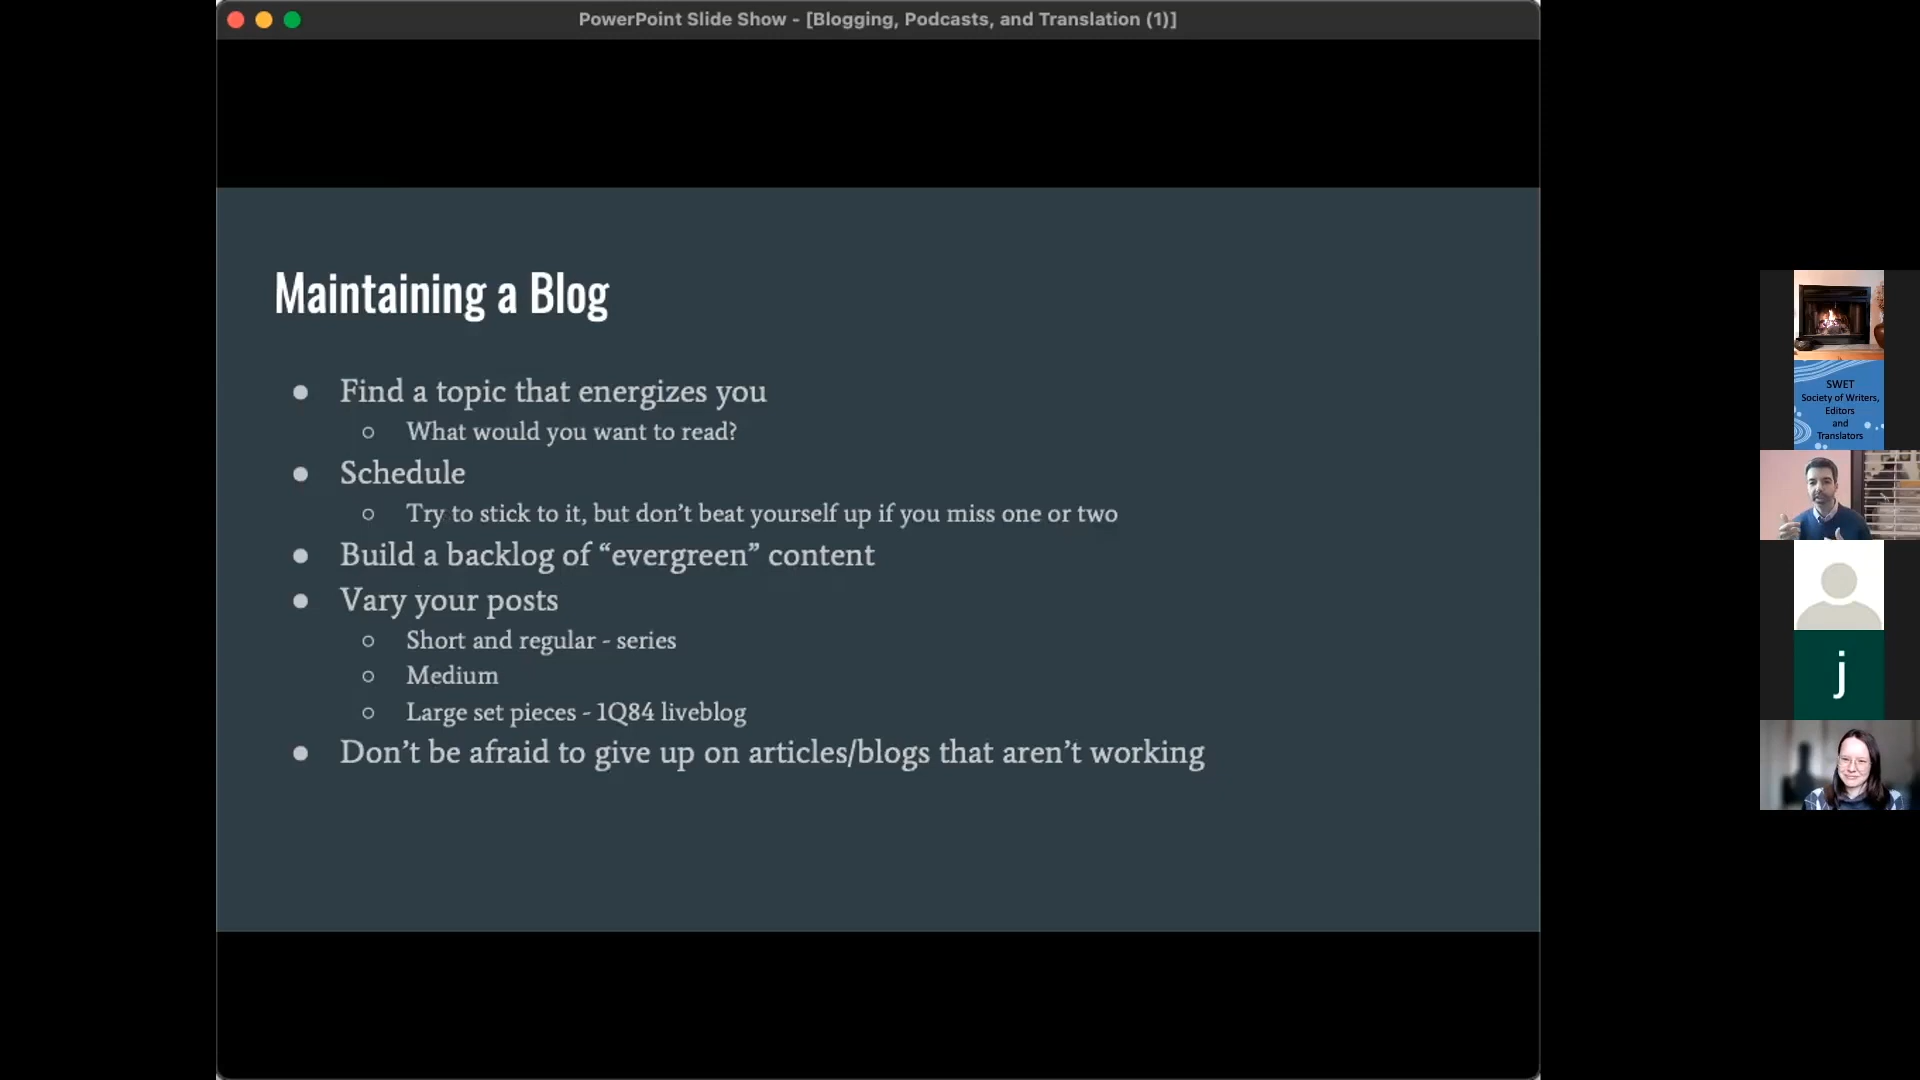 PowerPoint Slide Show - [Blogging, Podcasts, and Translation (1)]
Maintaining a Blog
● Find a topic that energizes you
○ What would you want to read?
● Schedule
○ Try to stick to it, but don’t beat yourself up if you miss one or two
● Build a backlog of “evergreen” content
● Vary your posts
○ Short and regular - series
○ Medium
○ Large set pieces - 1Q84 liveblog
● Don’t be afraid to give up on articles/blogs that aren’t working
SWET
Society of Writers,
Editors
and
Translators
j